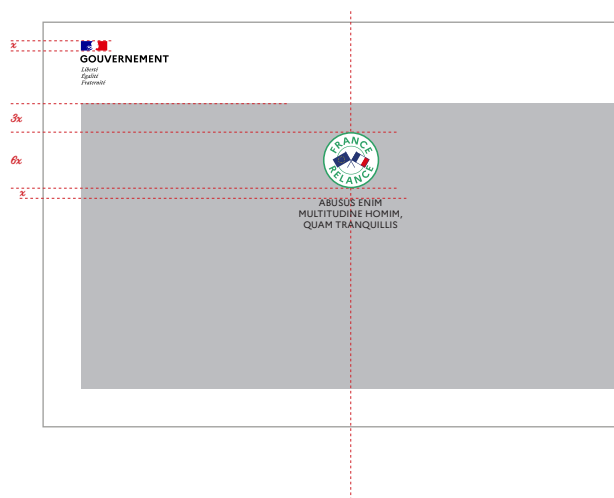 x
GOUVERNEMENT
Liberté
Égalité
Fraternité
3x
6x
x
FRANCE
RELANCE
ABUSUS ENIM
MULTITUDINE HOMIM,
QUAM TRANQUILLIS